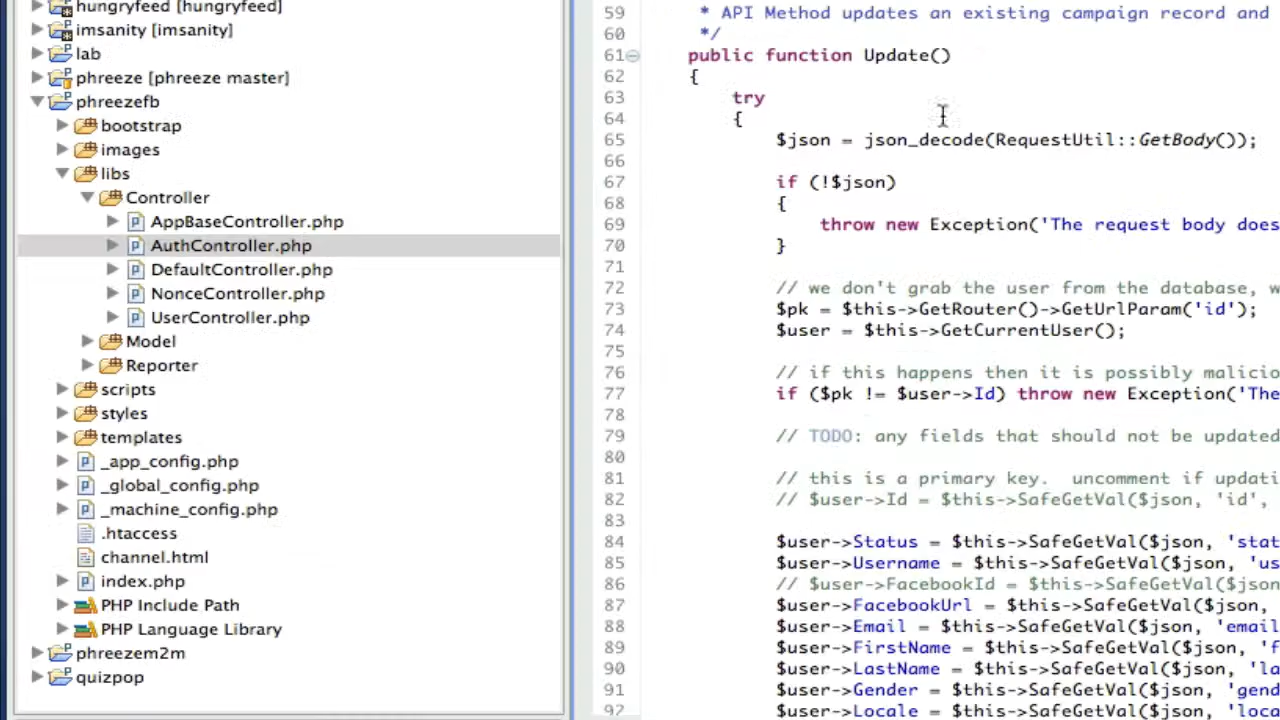 hungryfeed [hungryfeed]
imsanity [imsanity]
lab
phreeze [phreeze master]
phreezefb
bootstrap
images
libs
Controller
AppBaseController.php
AuthController.php
DefaultController.php
NonceController.php
UserController.php
Model
Reporter
scripts
styles
templates
_app_config.php
_global_config.php
_machine_config.php
.htaccess
channel.html
index.php
PHP Include Path
PHP Language Library
phreezem2m
quizpop
59 * API Method updates an existing campaign record and
60 */
61 public function Update()
62 {
63 try
64 {
65 $json = json_decode(RequestUtil::GetBody());
66
67 if (!$json)
68 {
69 throw new Exception('The request body does
70 }
71
72 // we don't grab the user from the database, w
73 $pk = $this->GetRouter()->GetUrlParam('id');
74 $user = $this->GetCurrentUser();
75
76 // if this happens then it is possibly malicio
77 if ($pk != $user->Id) throw new Exception('The
78
79 // TODO: any fields that should not be updated
80
81 // this is a primary key.  uncomment if updati
82 // $user->Id = $this->SafeGetVal($json, 'id',
83
84 $user->Status = $this->SafeGetVal($json, 'stat
85 $user->Username = $this->SafeGetVal($json, 'us
86 // $user->FacebookId = $this->SafeGetVal($json
87 $user->FacebookUrl = $this->SafeGetVal($json,
88 $user->Email = $this->SafeGetVal($json, 'email
89 $user->FirstName = $this->SafeGetVal($json, 'f
90 $user->LastName = $this->SafeGetVal($json, 'la
91 $user->Gender = $this->SafeGetVal($json, 'gend
92 $user->Locale = $this->SafeGetVal($json, 'loca